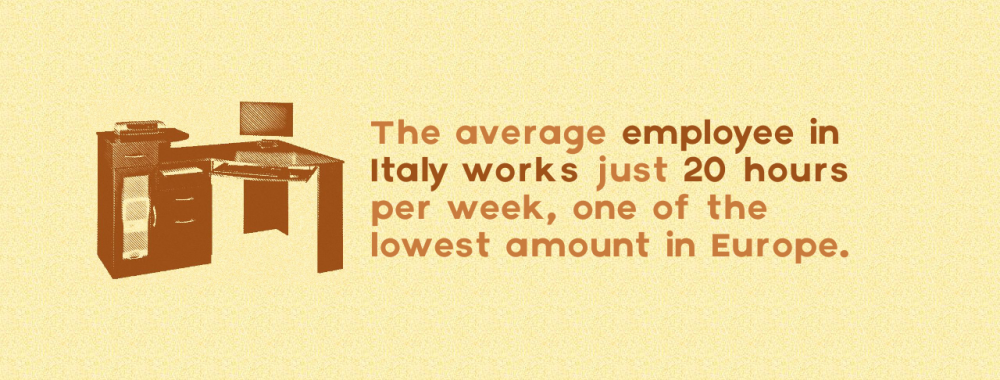 The average employee in
Italy works just 20 hours
per week, one of the
lowest amount in Europe.